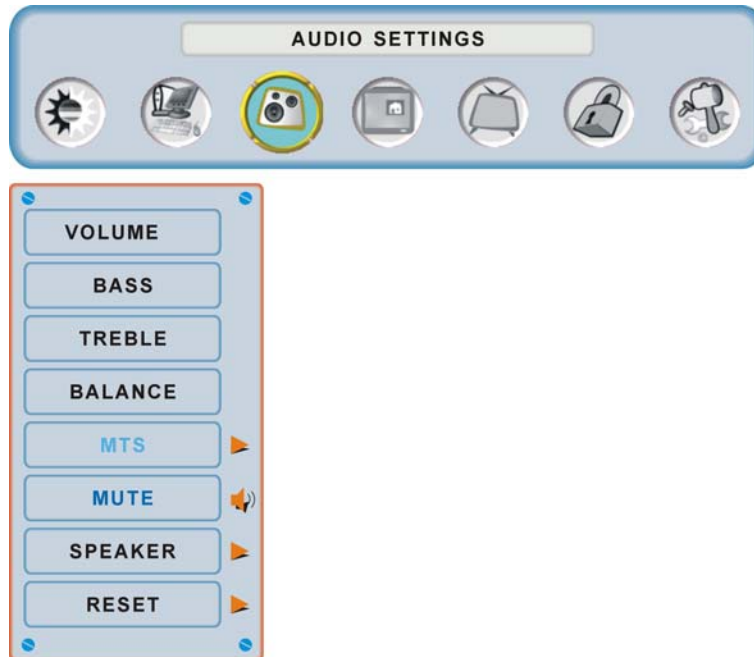 AUDIO SETTINGS
VOLUME
BASS
TREBLE
BALANCE
MTS
MUTE
SPEAKER
RESET